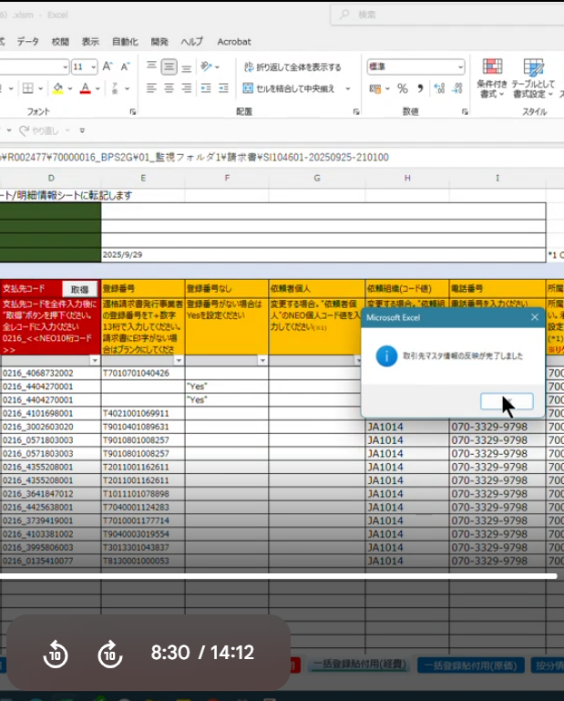 .xlsm - Excel
検索
式 データ 校閲 表示 自動化 開発 ヘルプ Acrobat
11
折り返して全体を表示する
標準
セルを結合して中央揃え
条件付き 書式
テーブルとして 書式設定
フォント
配置
数値
スタイル
やり直し
¥R002477¥70000016_BPS2G¥01_監視フォルダ1¥請求書¥SI104601-20250925-210100
D E F G H I
ート/明細情報シートに転記します
2025/9/29
*1
支払先コード 取得 登録番号 登録番号なし 依頼者個人 依頼組織(コード値) 電話番号
支払先コードを全件入力後に
"取得"ボタンを押下ください。
全レコードに入力ください
0216_<<NEO10桁コード
>>
適格請求書発行事業者
の登録番号をT+数字
13桁で入力してください。
請求書に印字がない場
合はブランクにしてくださ
登録番号がない場合は
Yesを設定ください
変更する場合。"依頼者個
人"のNEO個人コード値を入
力してください(※1)
変更する場合。"依頼組
電話番号を入力ください
Microsoft Excel
取引先マスタ情報の反映が完了しました
0216_4068732002 T7010701040426
0216_4404270001 "Yes"
0216_4404270001 "Yes"
0216_4101698001 T4021001069911
0216_3002603020 T9010401089631 JA1014 070-3329-9798 700
0216_0571803003 T9010801008257 JA1014 070-3329-9798 700
0216_0571803003 T9010801008257 JA1014 070-3329-9798 700
0216_4355208001 T2011001162611 JA1014 070-3329-9798 700
0216_4355208001 T2011001162611 JA1014 070-3329-9798 700
0216_3641847012 T1011101078898 JA1014 070-3329-9798 700
0216_4425638001 T7040001124283 JA1014 070-3329-9798 700
0216_3739419001 T7010001177714 JA1014 070-3329-9798 700
0216_4103381002 T9040003019554 JA1014 070-3329-9798 700
0216_3995806003 T3013301043837 JA1014 070-3329-9798 700
0216_0135410077 T8130001000053 JA1014 070-3329-9798 700
10 10 8:30 / 14:12
一括登録貼付用(経費) 一括登録貼付用(原価) 按分情